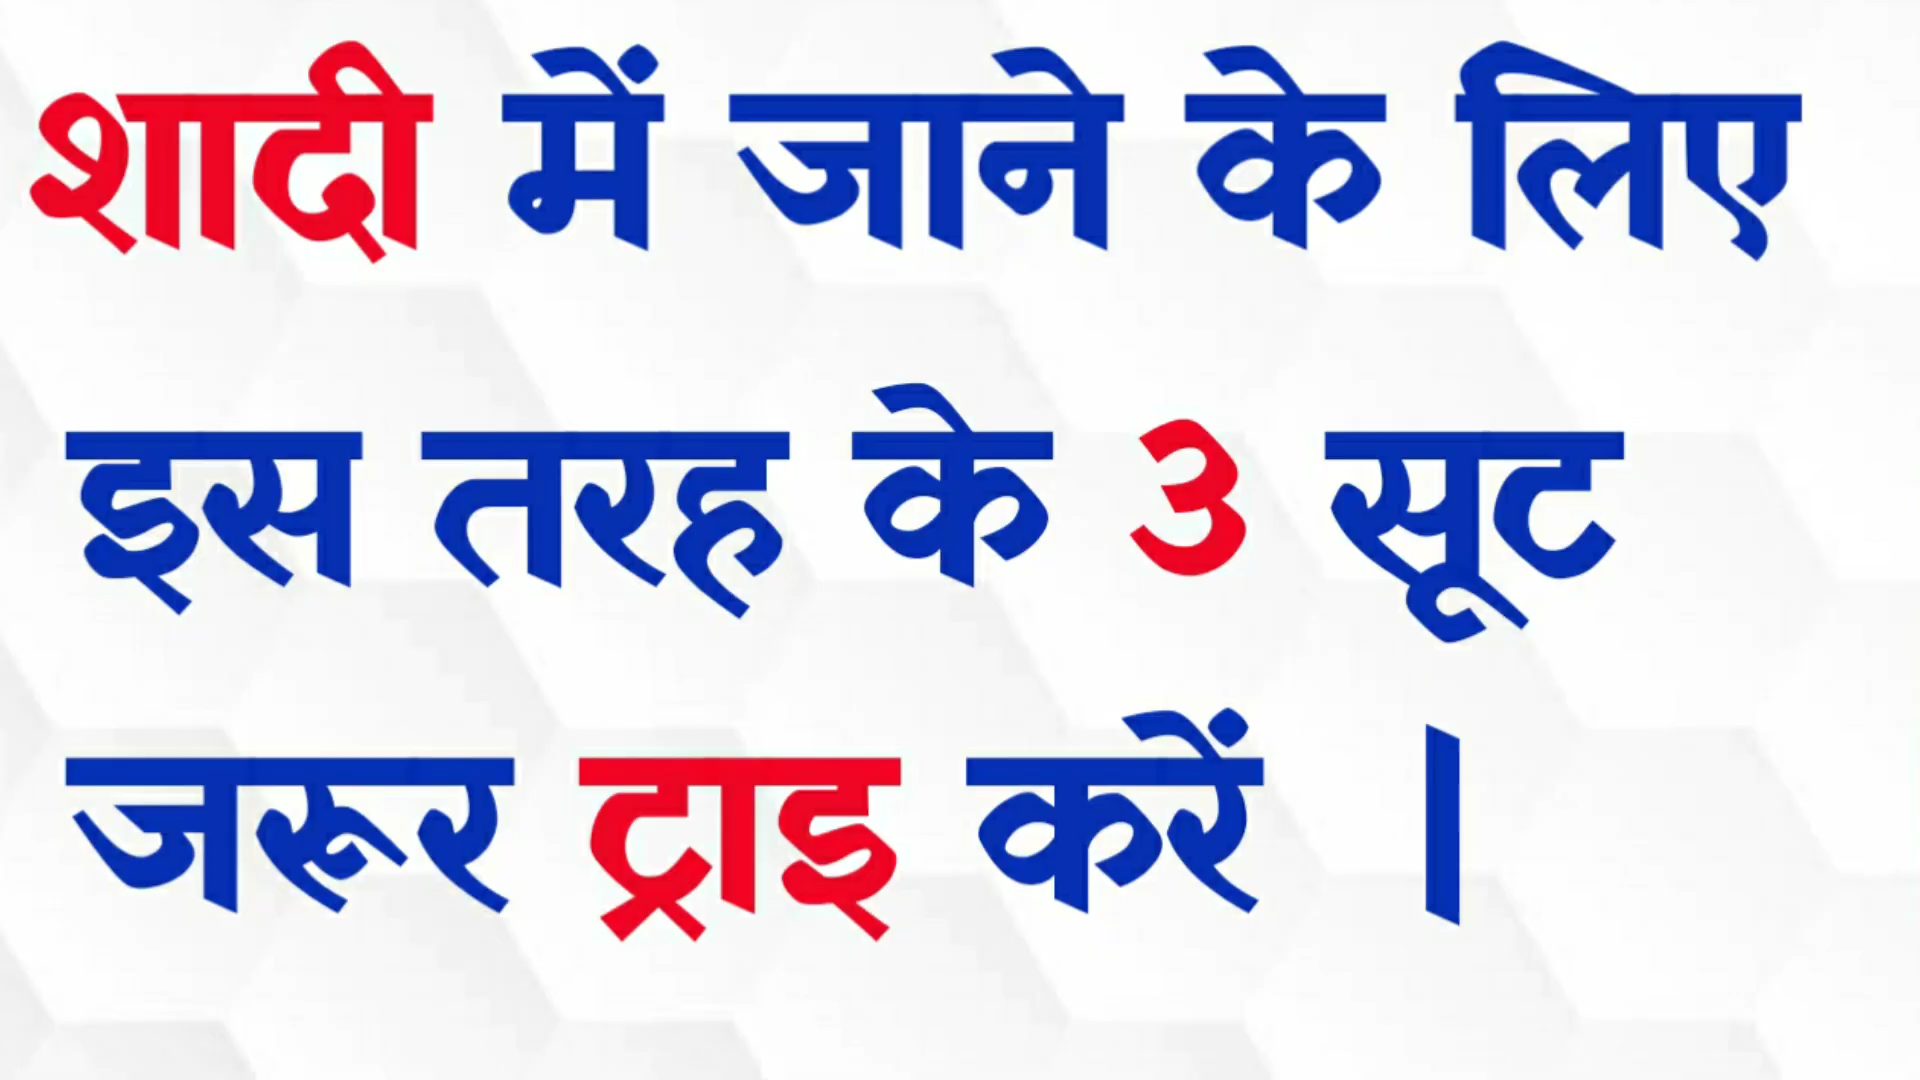 शादी में जाने के लिए
इस तरह के 3 सूट
जरूर ट्राइ करें ।